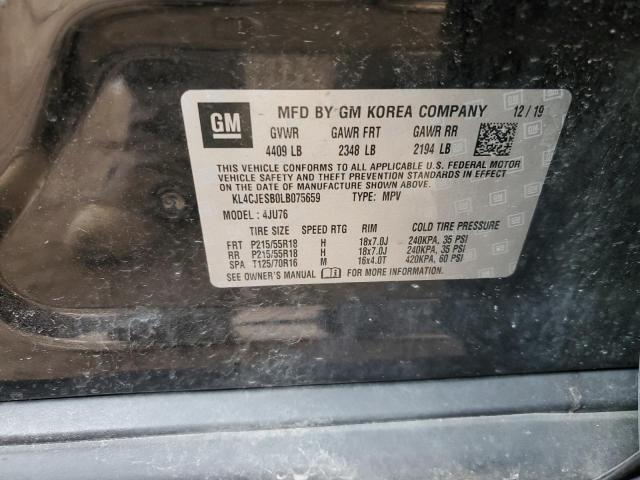 GM MFD BY GM KOREA COMPANY 12/19
GVWR GAWR FRT GAWR RR
4409 LB 2348 LB 2194 LB
THIS VEHICLE CONFORMS TO ALL APPLICABLE U.S. FEDERAL MOTOR
VEHICLE SAFETY AND THEFT PREVENTION STANDARDS IN EFFECT
ON THE DATE OF MANUFACTURE SHOWN ABOVE.
KL4CJESB0LB075659 TYPE: MPV
MODEL: 4JU76
TIRE SIZE SPEED RTG RIM COLD TIRE PRESSURE
FRT P215/55R18 H 18x7.0J 240KPA, 35 PSI
RR P215/55R18 H 18x7.0J 240KPA, 35 PSI
SPA T125/70R16 M 16x4.0T 420KPA, 60 PSI
SEE OWNER'S MANUAL FOR MORE INFORMATION.